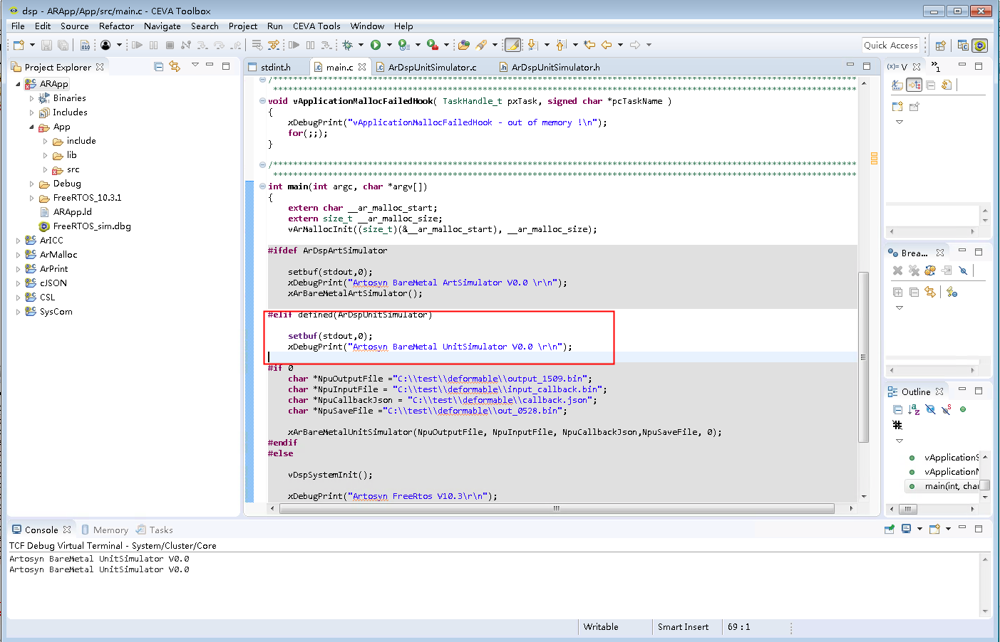 dsp - ARApp/App/src/main.c - CEVA Toolbox
File Edit Source Refactor Navigate Search Project Run CEVA Tools Window Help
Quick Access
Project Explorer
ARApp
Binaries
Includes
App
include
lib
src
Debug
FreeRTOS_10.3.1
ARApp.ld
FreeRTOS_sim.dbg
ArICC
ArMalloc
ArPrint
cJSON
CSL
SysCom
stdint.h main.c ArDspUnitSimulator.c ArDspUnitSimulator.h
void vApplicationMallocFailedHook( TaskHandle_t pxTask, signed char *pcTaskName )
{
xDebugPrint("vApplicationMallocFailedHook - out of memory !\n");
for(;;);
}
int main(int argc, char *argv[])
{
extern char __ar_malloc_start;
extern size_t __ar_malloc_size;
vArMallocInit((size_t)(&__ar_malloc_start), __ar_malloc_size);
#ifdef ArDspArtSimulator
setbuf(stdout,0);
xDebugPrint("Artosyn BareMetal ArtSimulator V0.0 \r\n");
xArBareMetalArtSimulator();
#elif defined(ArDspUnitSimulator)
setbuf(stdout,0);
xDebugPrint("Artosyn BareMetal UnitSimulator V0.0 \r\n");
#if 0
char *NpuOutputFile ="C:\\test\\deformable\\output_1509.bin";
char *NpuInputFile = "C:\\test\\deformable\\input_callback.bin";
char *NpuCallbackJson = "C:\\test\\deformable\\callback.json";
char *NpuSaveFile ="C:\\test\\deformable\\out_0528.bin";
xArBareMetalUnitSimulator(NpuOutputFile, NpuInputFile, NpuCallbackJson,NpuSaveFile, 0);
#endif
#else
vDspSystemInit();
xDebugPrint("Artosyn FreeRtos V10.3\r\n");
(x)= V
»1
Brea...
Outline
vApplicationS
vApplicationM
main(int, char
Console Memory Tasks
TCF Debug Virtual Terminal - System/Cluster/Core
Artosyn BareMetal UnitSimulator V0.0
Artosyn BareMetal UnitSimulator V0.0
Writable Smart Insert 69 : 1